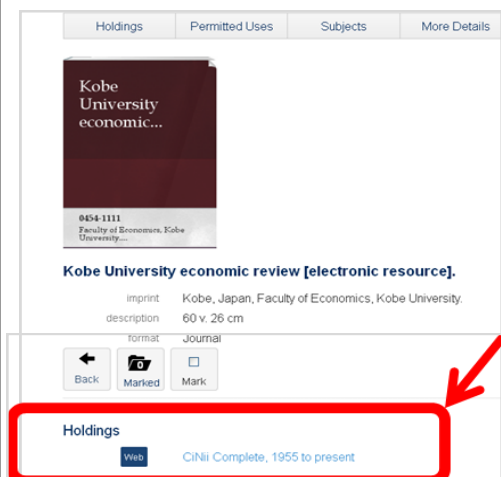 Holdings Permitted Uses Subjects More Details
Kobe
University
economic...
0454-1111
Faculty of Economics, Kobe
University....
Kobe University economic review [electronic resource].
imprint Kobe, Japan, Faculty of Economics, Kobe University.
description 60 v. 26 cm
format Journal
Back
0
Marked
Mark
Holdings
Web CiNii Complete, 1955 to present